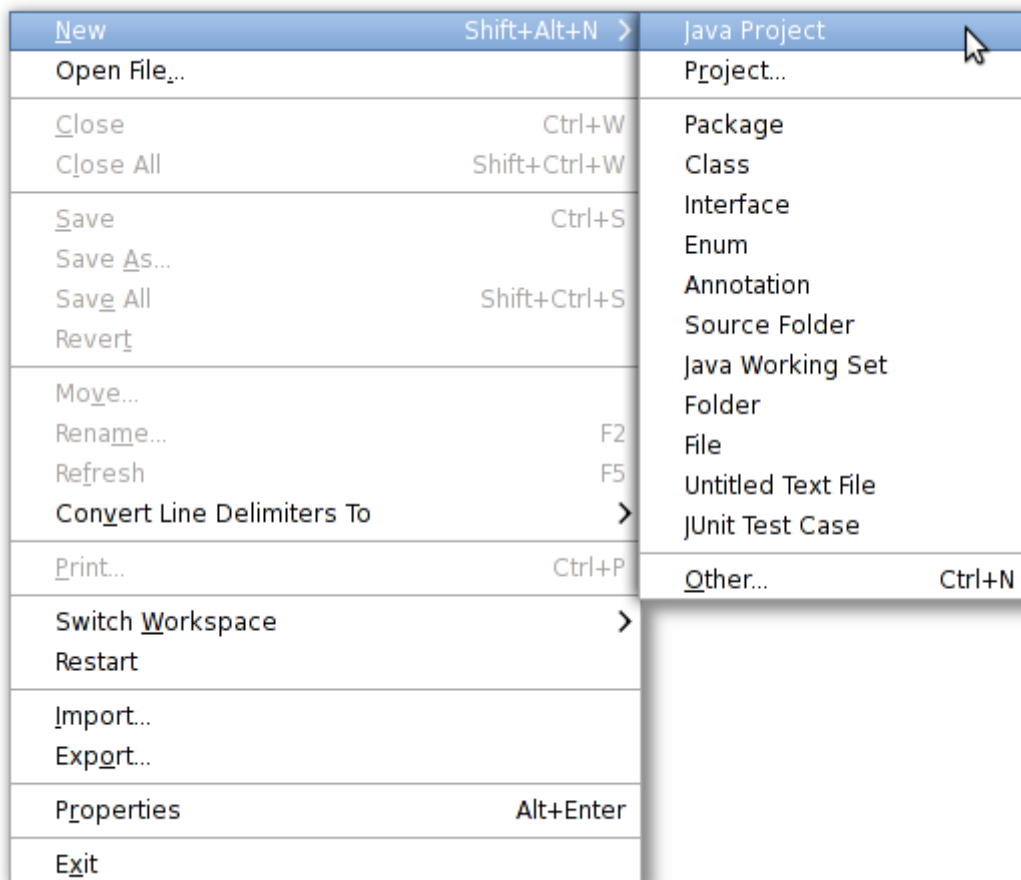 New Shift+Alt+N
Open File...
Close Ctrl+W
Close All Shift+Ctrl+W
Save Ctrl+S
Save As...
Save All Shift+Ctrl+S
Revert
Move...
Rename... F2
Refresh F5
Convert Line Delimiters To
Print... Ctrl+P
Switch Workspace
Restart
Import...
Export...
Properties Alt+Enter
Exit
Java Project
Project...
Package
Class
Interface
Enum
Annotation
Source Folder
Java Working Set
Folder
File
Untitled Text File
JUnit Test Case
Other... Ctrl+N